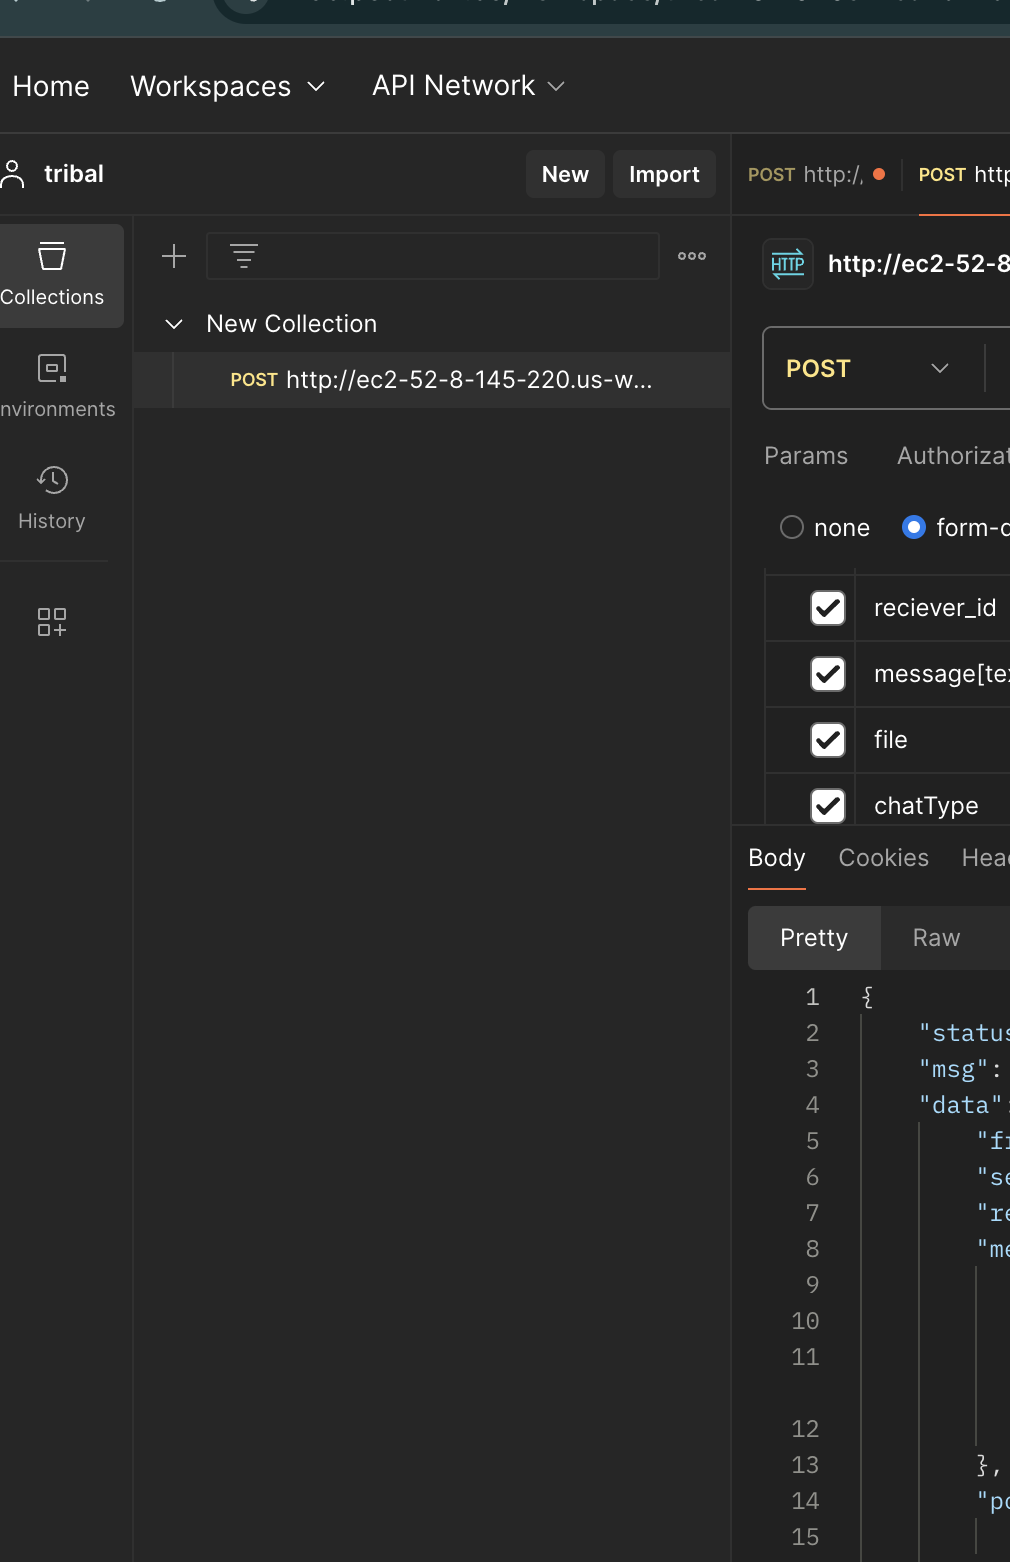 Home Workspaces API Network
tribal New Import
POST http:/, POST http
Collections
http://ec2-52-8
New Collection
POST http://ec2-52-8-145-220.us-w...
POST
nvironments
Params Authorizat
History
none form-d
reciever_id
message[te
file
chatType
Body Cookies Hea
Pretty Raw
1 {
2 "status
3 "msg":
4 "data":
5 "fi
6 "se
7 "re
8 "me
9
10
11
12
13 },
14 "po
15